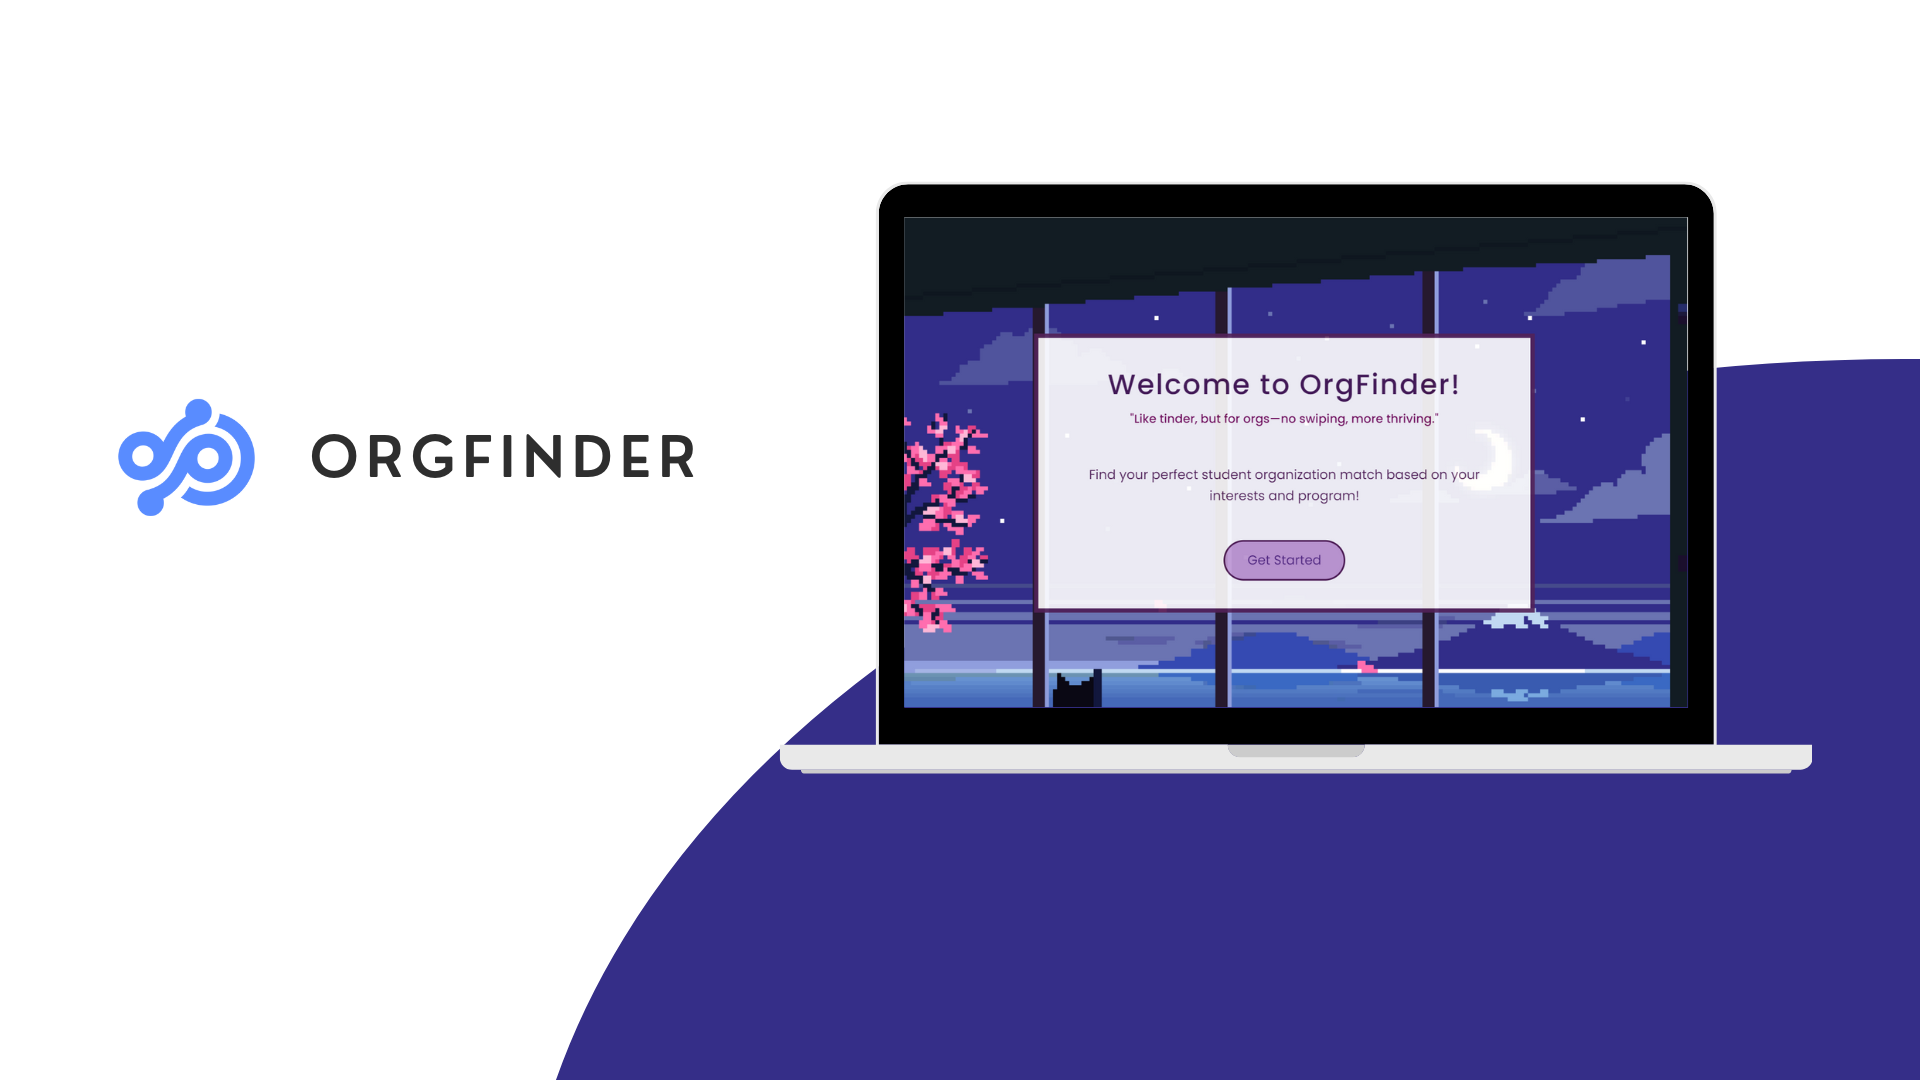 ORGFINDER
Welcome to OrgFinder!
"Like tinder, but for orgs—no swiping, more thriving."
Find your perfect student organization match based on your
interests and program!
Get Started